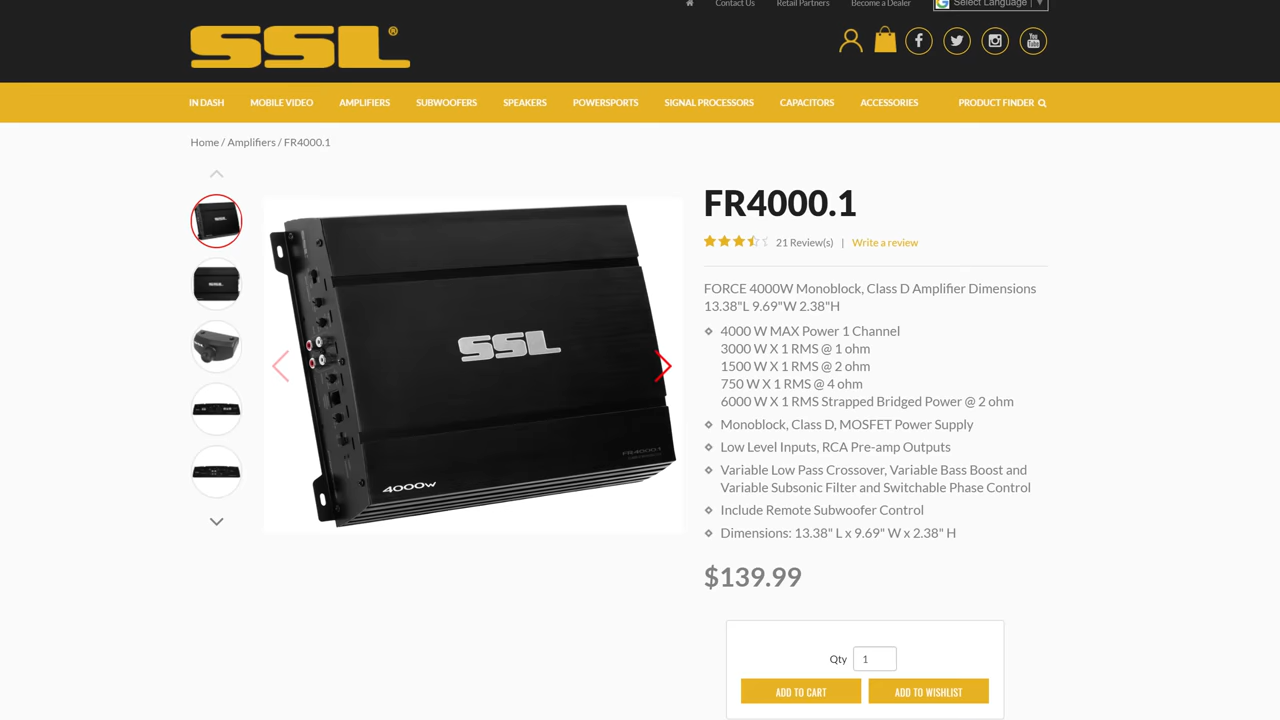 Contact Us Retail Partners Become a Dealer Select Language ▼
SSL®
IN DASH MOBILE VIDEO AMPLIFIERS SUBWOOFERS SPEAKERS POWERSPORTS SIGNAL PROCESSORS CAPACITORS ACCESSORIES PRODUCT FINDER
Home / Amplifiers / FR4000.1
FR4000.1
21 Review(s) | Write a review
FORCE 4000W Monoblock, Class D Amplifier Dimensions
13.38"L 9.69"W 2.38"H
4000 W MAX Power 1 Channel
3000 W X 1 RMS @ 1 ohm
1500 W X 1 RMS @ 2 ohm
750 W X 1 RMS @ 4 ohm
6000 W X 1 RMS Strapped Bridged Power @ 2 ohm
Monoblock, Class D, MOSFET Power Supply
Low Level Inputs, RCA Pre-amp Outputs
Variable Low Pass Crossover, Variable Bass Boost and
Variable Subsonic Filter and Switchable Phase Control
Include Remote Subwoofer Control
Dimensions: 13.38" L x 9.69" W x 2.38" H
$139.99
Qty 1
ADD TO CART ADD TO WISHLIST
SSL
FR4000.1
4000w